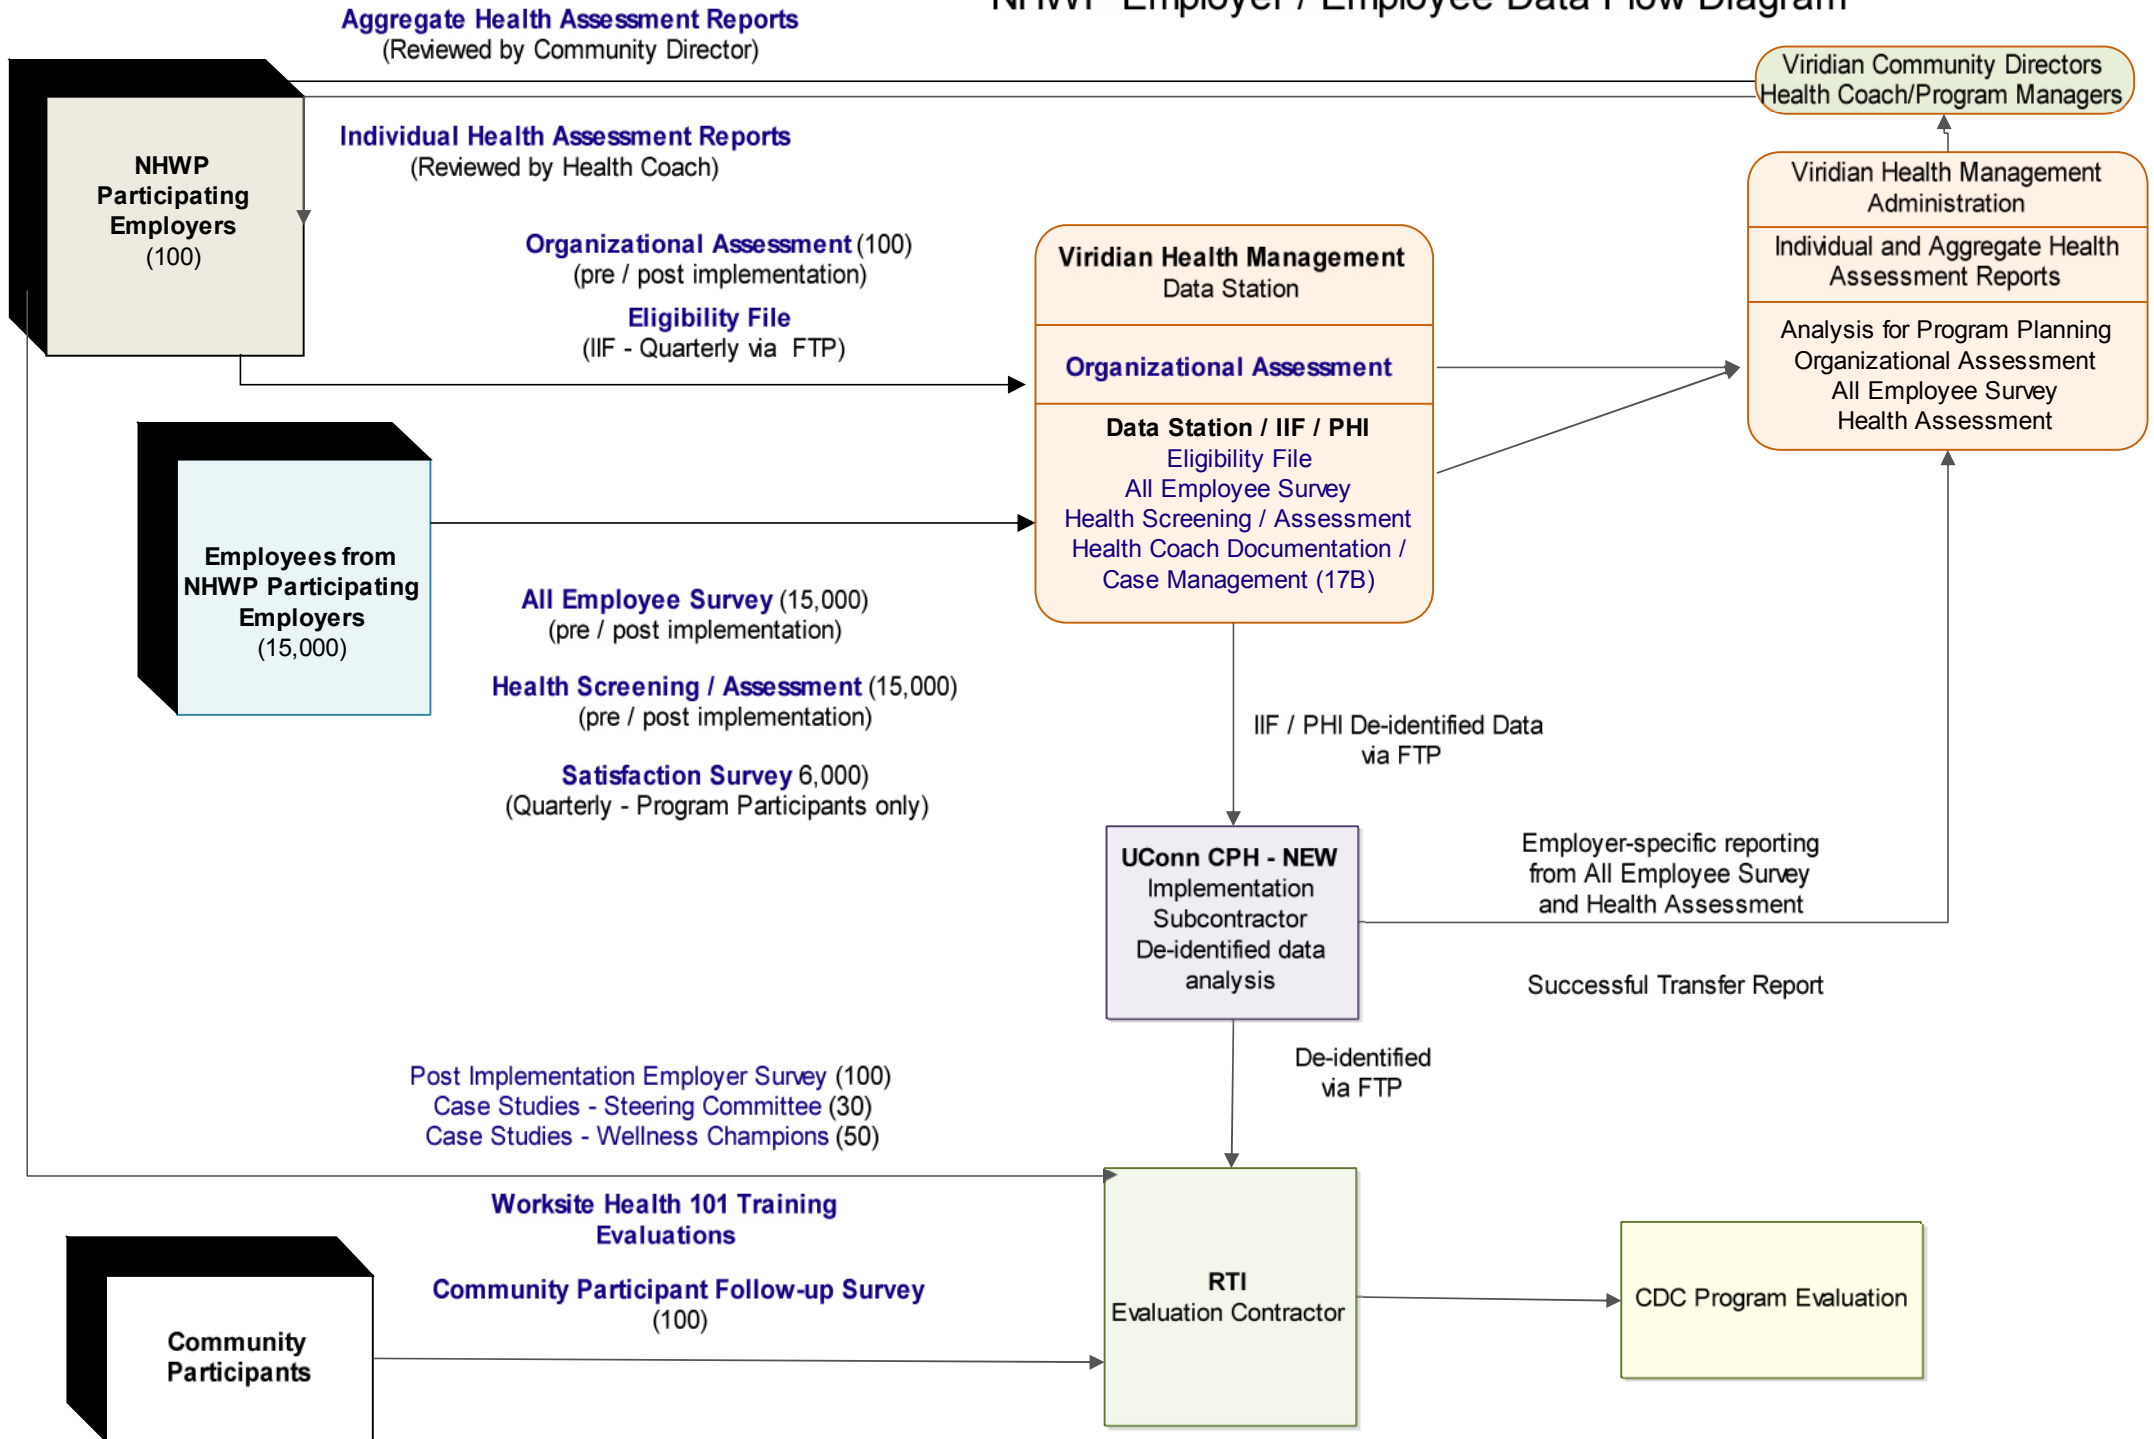 NHWP Employer / Employee Data Flow Diagram
Aggregate Health Assessment Reports
(Reviewed by Community Director)
Viridian Community Directors
Health Coach/Program Managers
NHWP
Participating
Employers
(100)
Individual Health Assessment Reports
(Reviewed by Health Coach)
Organizational Assessment (100)
(pre / post implementation)
Eligibility File
(IIF - Quarterly via FTP)
Viridian Health Management
Data Station
Organizational Assessment
Data Station / IIF / PHI
Eligibility File
All Employee Survey
Health Screening / Assessment
Health Coach Documentation /
Case Management (17B)
Viridian Health Management
Administration
Individual and Aggregate Health
Assessment Reports
Analysis for Program Planning
Organizational Assessment
All Employee Survey
Health Assessment
Employees from
NHWP Participating
Employers
(15,000)
All Employee Survey (15,000)
(pre / post implementation)
Health Screening / Assessment (15,000)
(pre / post implementation)
Satisfaction Survey 6,000)
(Quarterly - Program Participants only)
IIF / PHI De-identified Data
via FTP
UConn CPH - NEW
Implementation
Subcontractor
De-identified data
analysis
Employer-specific reporting
from All Employee Survey
and Health Assessment
Successful Transfer Report
De-identified
via FTP
Post Implementation Employer Survey (100)
Case Studies - Steering Committee (30)
Case Studies - Wellness Champions (50)
Worksite Health 101 Training
Evaluations
Community Participant Follow-up Survey
(100)
Community
Participants
RTI
Evaluation Contractor
CDC Program Evaluation